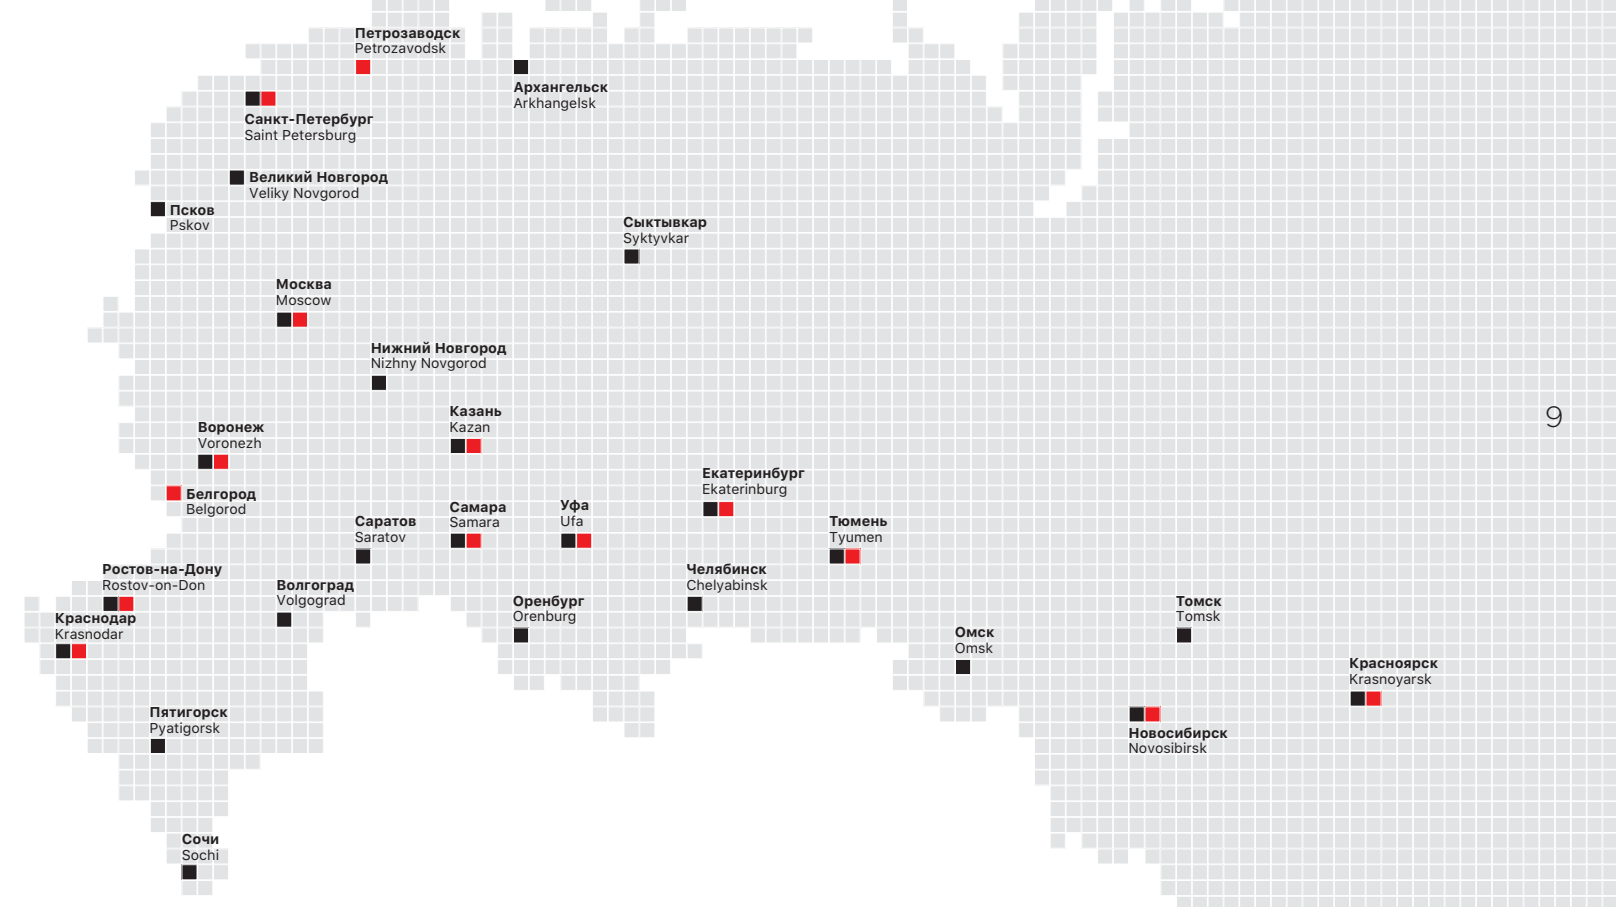 Петрозаводск
Petrozavodsk
Архангельск
Arkhangelsk
Санкт-Петербург
Saint Petersburg
Великий Новгород
Veliky Novgorod
Псков
Pskov
Сыктывкар
Syktyvkar
Москва
Moscow
Нижний Новгород
Nizhny Novgorod
Казань
Kazan
9
Воронеж
Voronezh
Екатеринбург
Ekaterinburg
Белгород
Belgorod
Самара
Samara
Уфа
Ufa
Саратов
Saratov
Тюмень
Tyumen
Ростов-на-Дону
Rostov-on-Don
Челябинск
Chelyabinsk
Волгоград
Volgograd
Оренбург
Orenburg
Томск
Tomsk
Краснодар
Krasnodar
Омск
Omsk
Красноярск
Krasnoyarsk
Пятигорск
Pyatigorsk
Новосибирск
Novosibirsk
Сочи
Sochi